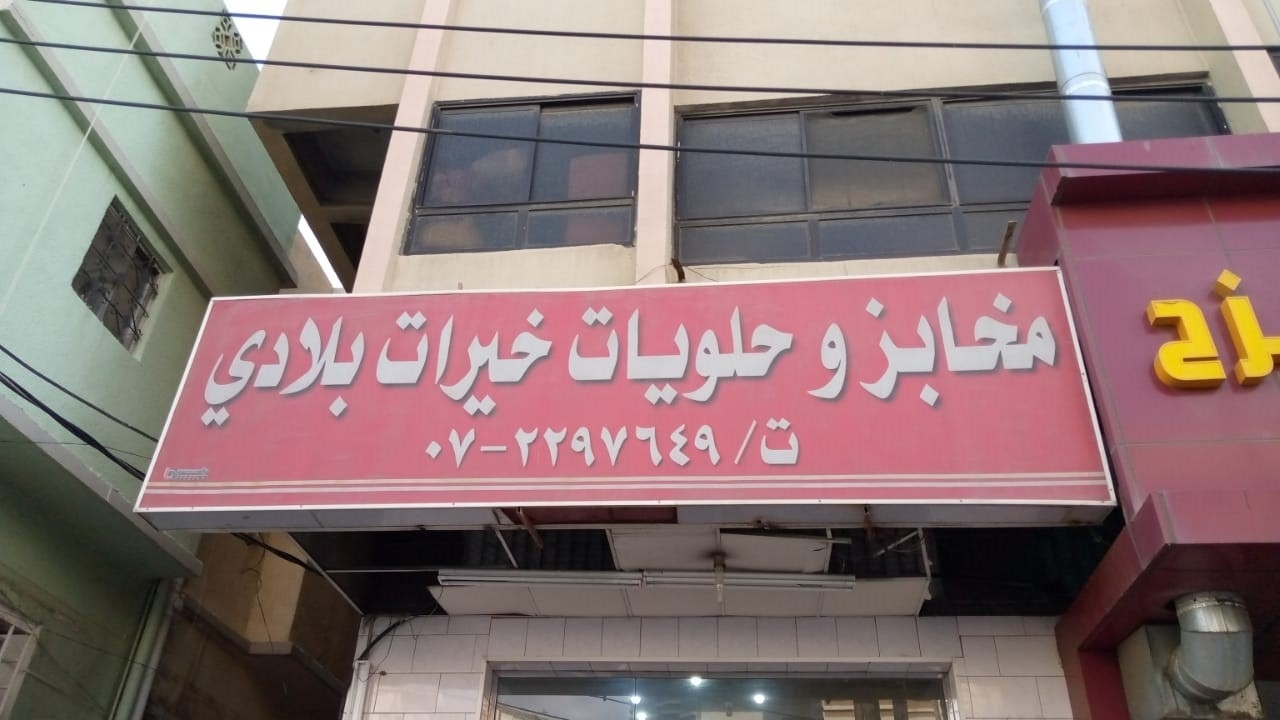 مخابز و حلويات خيرات بلادي
ت/ ٢٢٩٧٦٤٩-٠٧